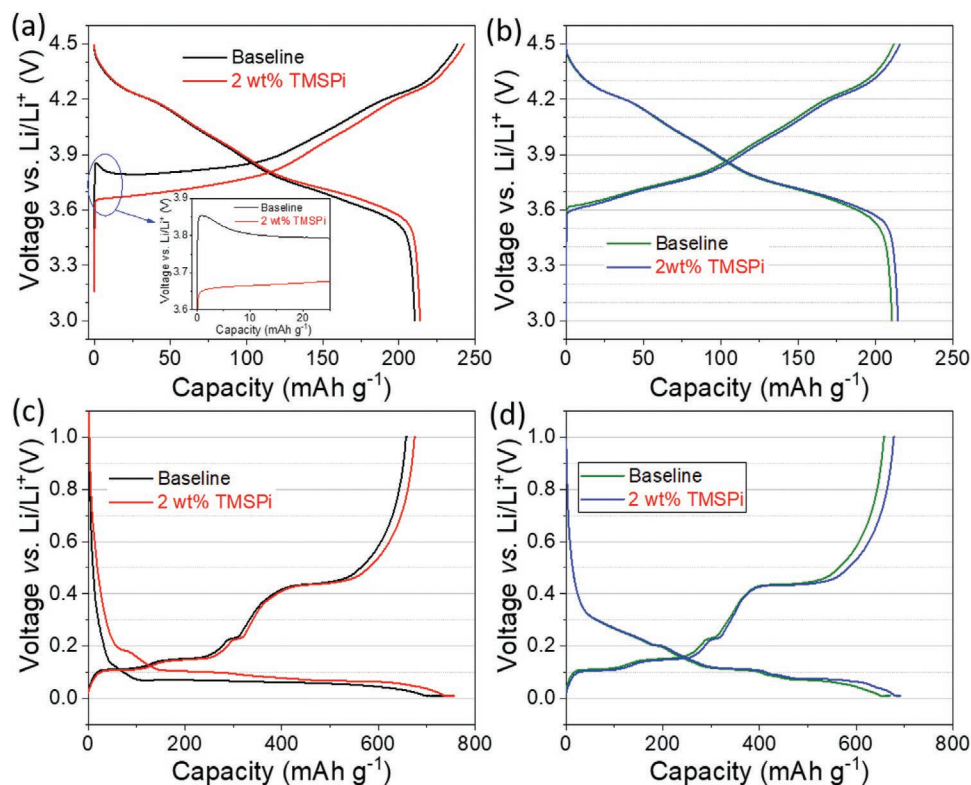 (a)
Voltage vs. Li/Li⁺ (V)
4.5
4.2
3.9
3.6
3.3
3.0
Baseline
2 wt% TMSPi
Voltage vs. Li/Li⁺ (V)
3.9
3.8
3.7
3.6
Baseline
2 wt% TMSPi
0 10 20
Capacity (mAh g⁻¹)
0 50 100 150 200 250
Capacity (mAh g⁻¹)
(b)
Voltage vs. Li/Li⁺ (V)
4.5
4.2
3.9
3.6
3.3
3.0
Baseline
2wt% TMSPi
0 50 100 150 200 250
Capacity (mAh g⁻¹)
(c)
Voltage vs. Li/Li⁺(V)
1.0
0.8
0.6
0.4
0.2
0.0
Baseline
2 wt% TMSPi
0 200 400 600 800
Capacity (mAh g⁻¹)
(d)
Voltage vs. Li/Li⁺(V)
1.0
0.8
0.6
0.4
0.2
0.0
Baseline
2 wt% TMSPi
0 200 400 600 800
Capacity (mAh g⁻¹)